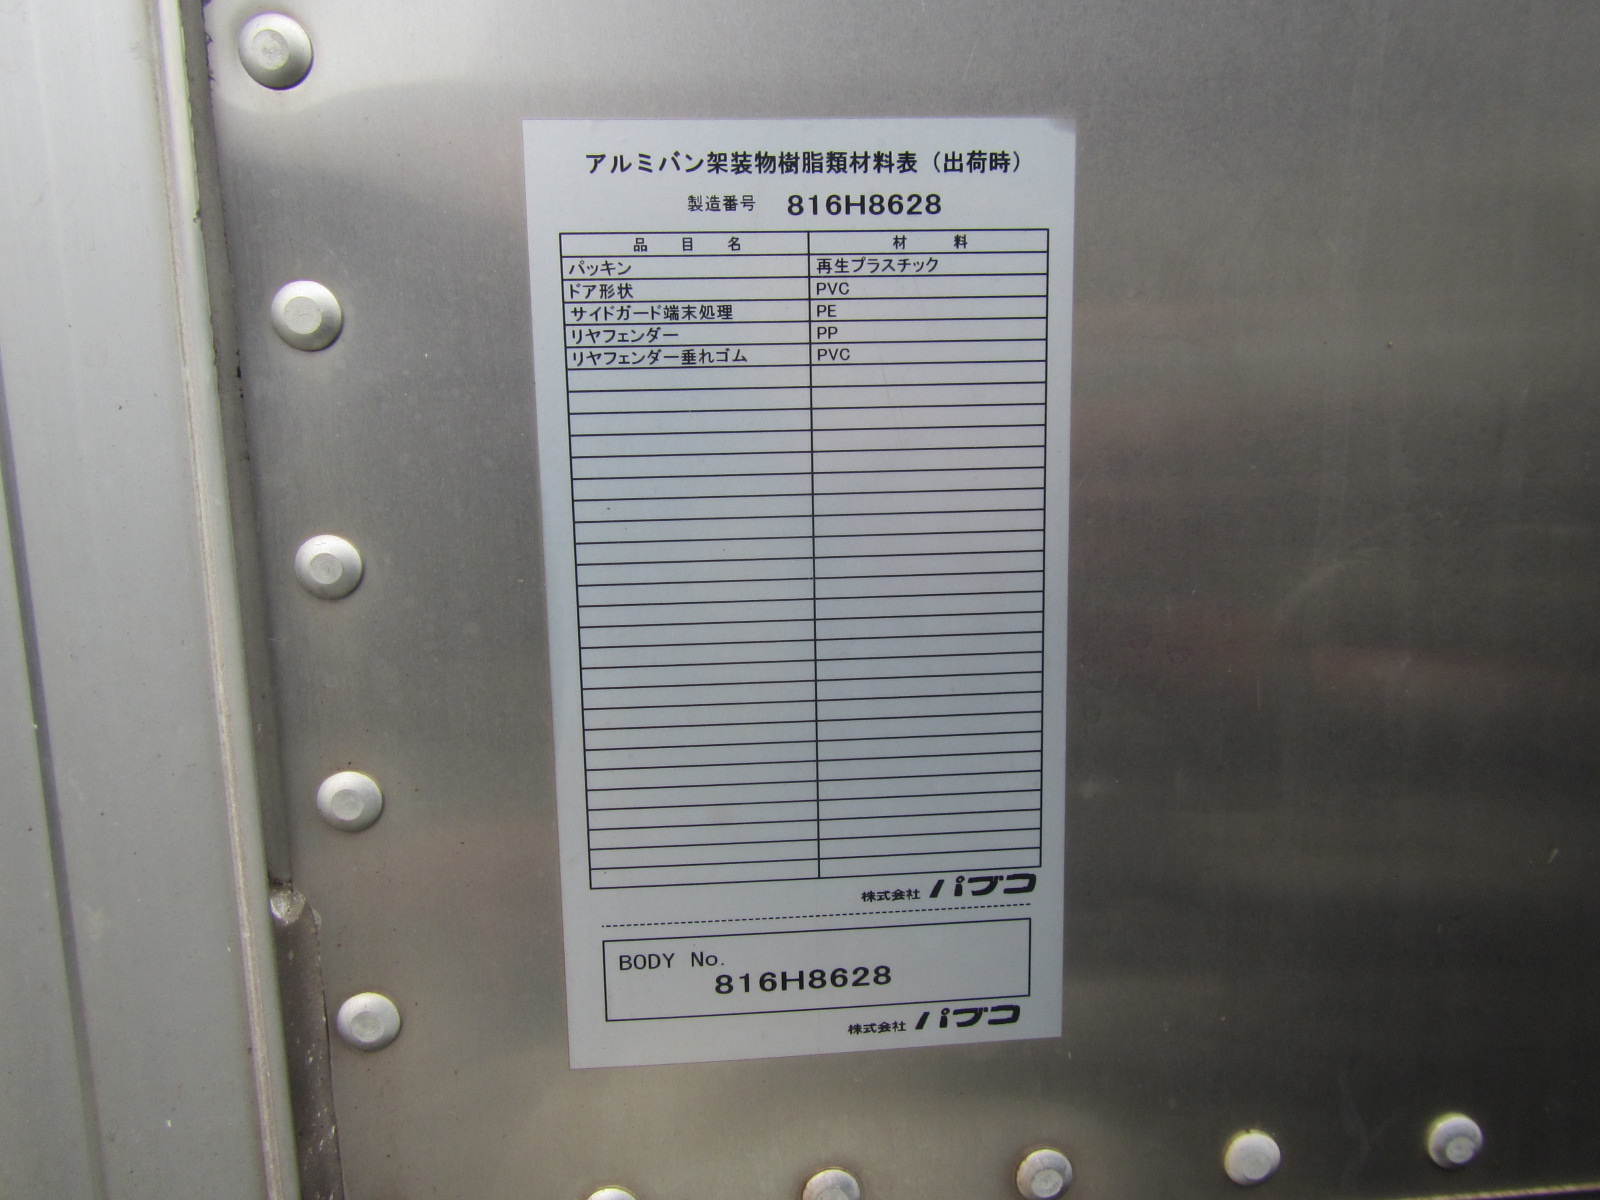 アルミバン架装物樹脂類材料表（出荷時）
製造番号 816H8628
品目名 材料
パッキン 再生プラスチック
ドア形状 PVC
サイドガード端末処理 PE
リヤフェンダー PP
リヤフェンダー垂れゴム PVC
株式会社 パブコ
BODY No.
816H8628
株式会社 パブコ